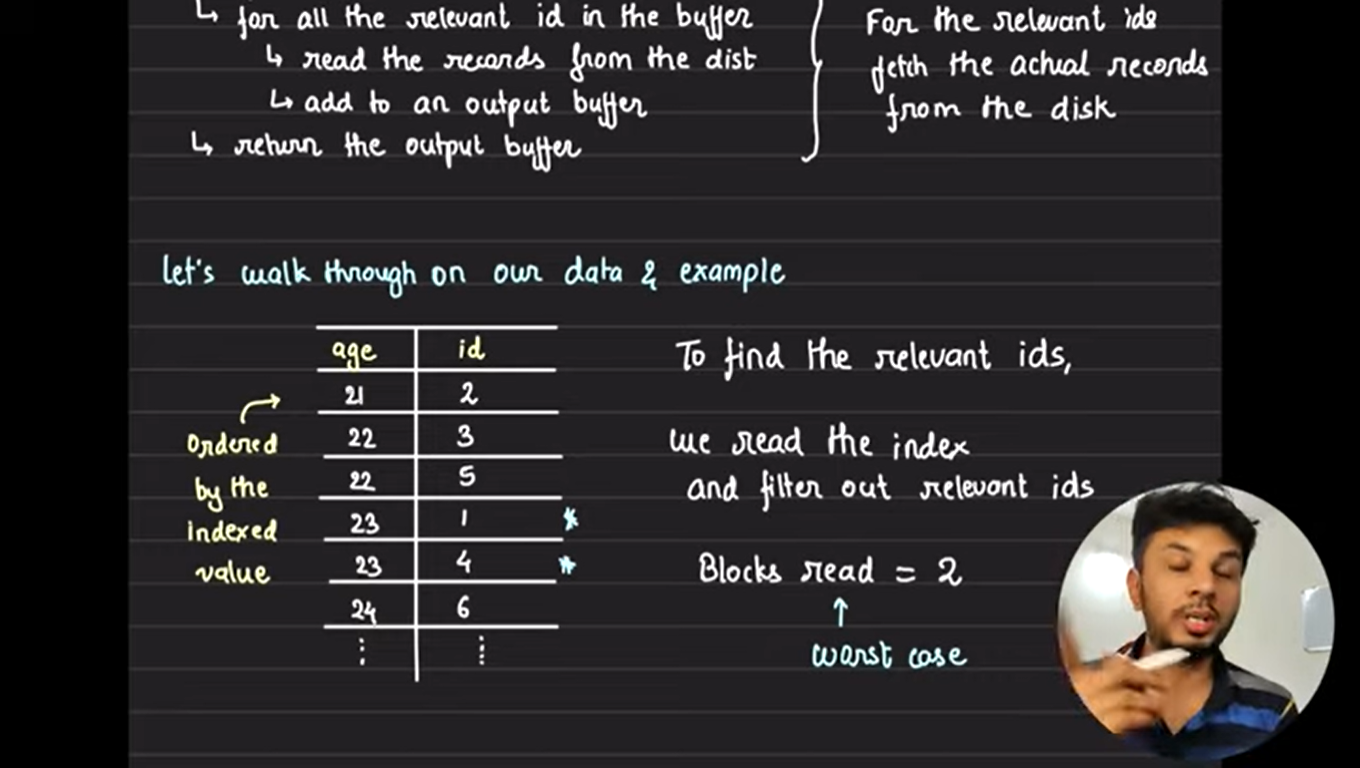 ↳ for all the relevant id in the buffer
↳ read the records from the dist
↳ add to an output buffer
↳ return the output buffer
For the relevant ids
fetch the actual records
from the disk
let's walk through on our data & example
age id
21 2
22 3
22 5
23 1 *
23 4 *
24 6
⋮ ⋮
Ordered
by the
indexed
value
To find the relevant ids,
we read the index
and filter out relevant ids
Blocks read = 2
↑
worst case